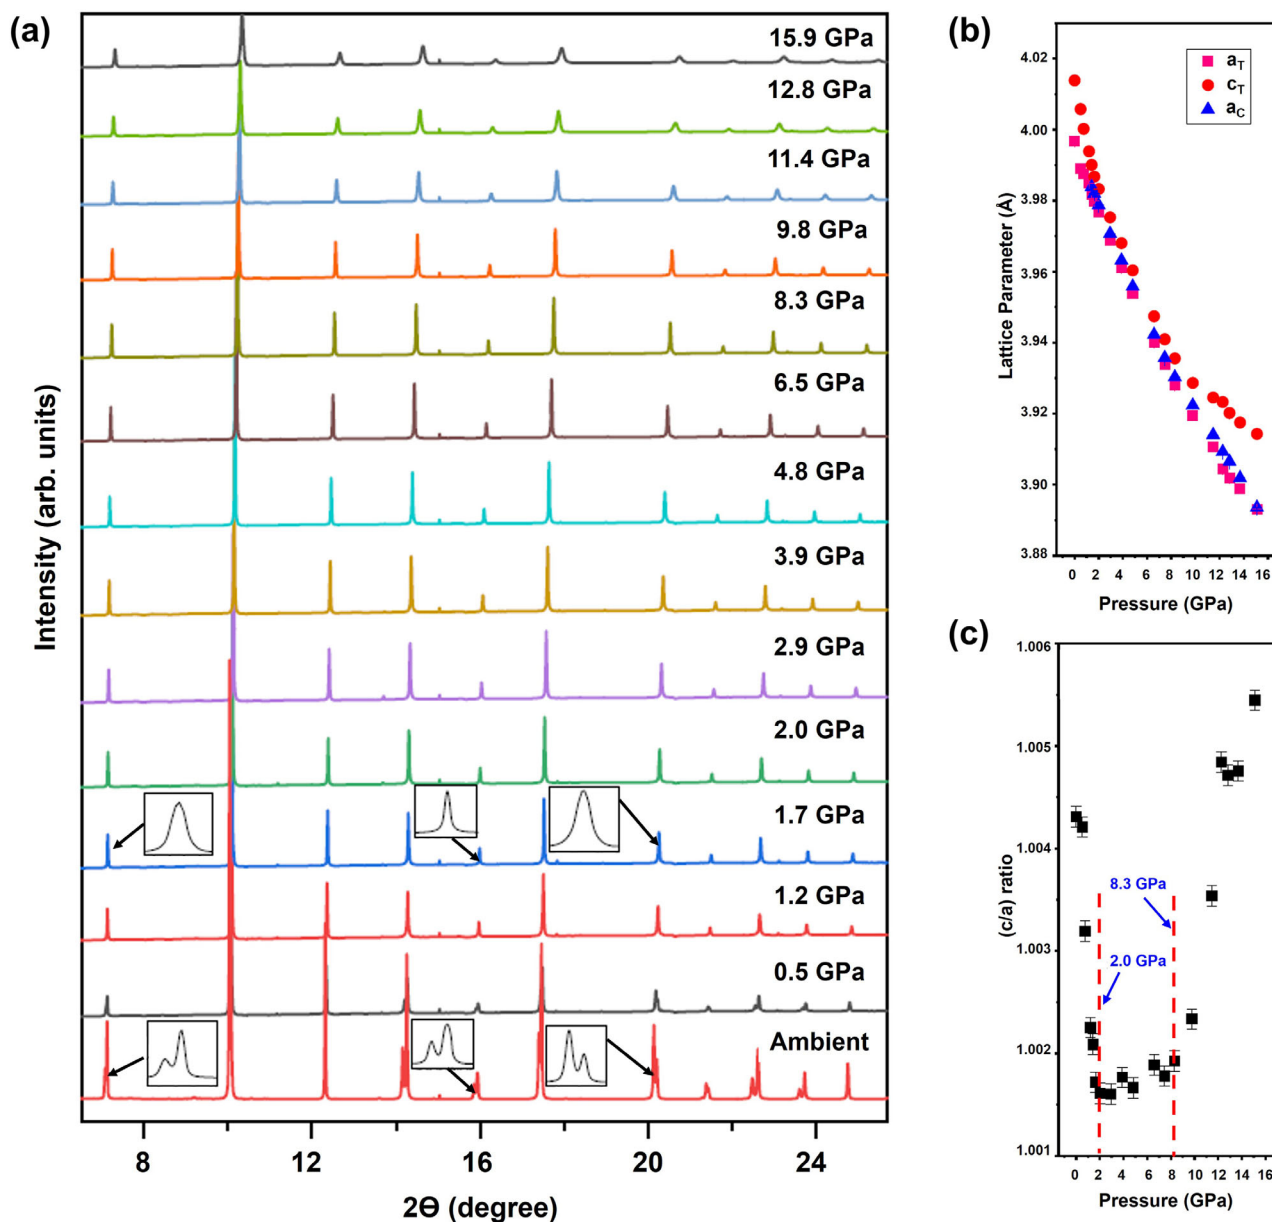 (a)
15.9 GPa
12.8 GPa
11.4 GPa
9.8 GPa
8.3 GPa
6.5 GPa
4.8 GPa
3.9 GPa
2.9 GPa
2.0 GPa
1.7 GPa
1.2 GPa
0.5 GPa
Ambient
Intensity (arb. units)
8 12 16 20 24
2Θ (degree)
(b)
4.02
4.00
3.98
3.96
3.94
3.92
3.90
3.88
Lattice Parameter (Å)
aT
cT
aC
0 2 4 6 8 10 12 14 16
Pressure (GPa)
(c)
1.006
1.005
1.004
1.003
1.002
1.001
(c/a) ratio
8.3 GPa
2.0 GPa
0 2 4 6 8 10 12 14 16
Pressure (GPa)